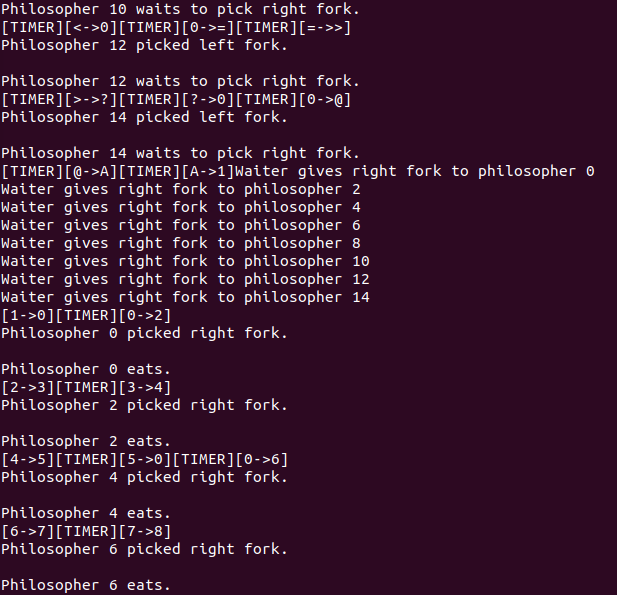 Philosopher 10 waits to pick right fork.
[TIMER][<->0][TIMER][0->=][TIMER][=->>]
Philosopher 12 picked left fork.
Philosopher 12 waits to pick right fork.
[TIMER][>->?][TIMER][?->0][TIMER][0->@]
Philosopher 14 picked left fork.
Philosopher 14 waits to pick right fork.
[TIMER][@->A][TIMER][A->1]Waiter gives right fork to philosopher 0
Waiter gives right fork to philosopher 2
Waiter gives right fork to philosopher 4
Waiter gives right fork to philosopher 6
Waiter gives right fork to philosopher 8
Waiter gives right fork to philosopher 10
Waiter gives right fork to philosopher 12
Waiter gives right fork to philosopher 14
[1->0][TIMER][0->2]
Philosopher 0 picked right fork.
Philosopher 0 eats.
[2->3][TIMER][3->4]
Philosopher 2 picked right fork.
Philosopher 2 eats.
[4->5][TIMER][5->0][TIMER][0->6]
Philosopher 4 picked right fork.
Philosopher 4 eats.
[6->7][TIMER][7->8]
Philosopher 6 picked right fork.
Philosopher 6 eats.